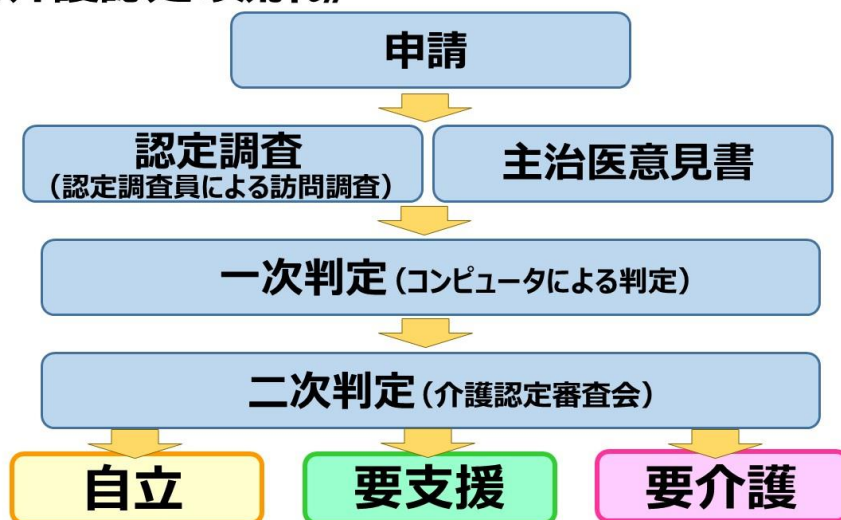 申請
認定調査
(認定調査員による訪問調査)
主治医意見書
一次判定(コンピュータによる判定)
二次判定(介護認定審査会)
自立
要支援
要介護